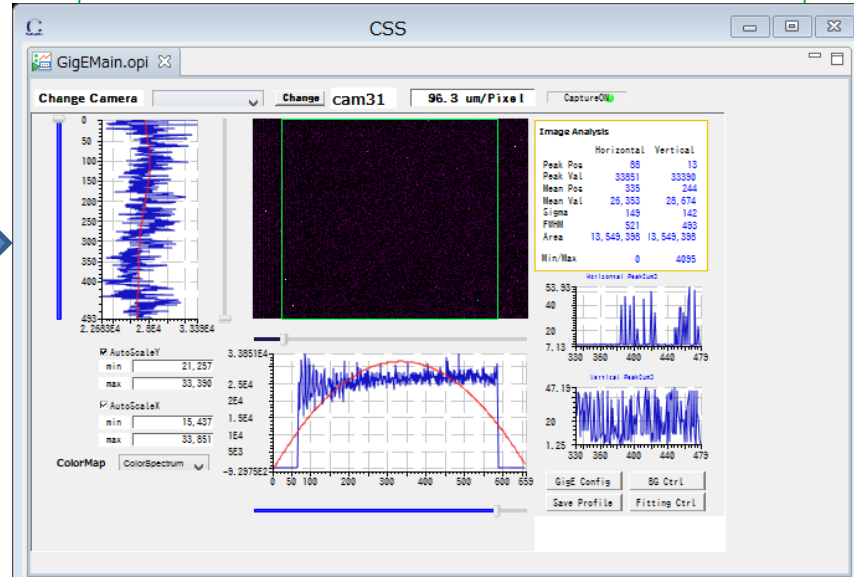 CSS
GigEMain.opi
Change Camera Change cam31 96.3 um/Pixel CaptureON
0
50
100
150
200
250
300
350
400
493
2.2683E4 2.8E4 3.339E4
Image Analysis
Horizontal Vertical
Peak Pos 88 13
Peak Val 33851 33390
Mean Pos 335 244
Mean Val 26,353 28,674
Sigma 149 142
FWHM 521 493
Area 13,549,398 13,549,398
Min/Max 0 4095
Horizontal PeakCum2
53.93
40
20
7.13
330 360 400 440 479
Vertical PeakCum2
47.19
20
1.25
330 360 400 440 479
AutoScaleY
min 21,257
max 33,390
AutoScaleX
min 15,437
max 33,851
ColorMap ColorSpectrum
3.3851E4
2.5E4
2E4
1.5E4
1E4
5E3
-9.2975E2
0 50 100 200 300 400 500 600 659
GigE Config BG Ctrl
Save Profile Fitting Ctrl